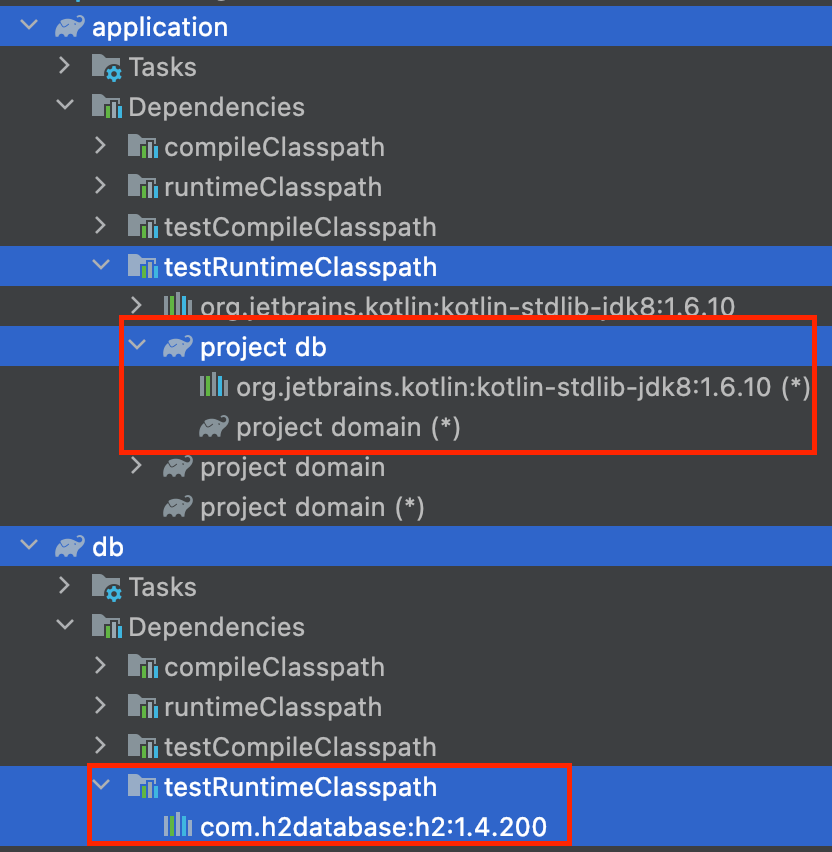 application
Tasks
Dependencies
compileClasspath
runtimeClasspath
testCompileClasspath
testRuntimeClasspath
org.jetbrains.kotlin:kotlin-stdlib-jdk8:1.6.10
project db
org.jetbrains.kotlin:kotlin-stdlib-jdk8:1.6.10 (*)
project domain (*)
project domain
project domain (*)
db
Tasks
Dependencies
compileClasspath
runtimeClasspath
testCompileClasspath
testRuntimeClasspath
com.h2database:h2:1.4.200